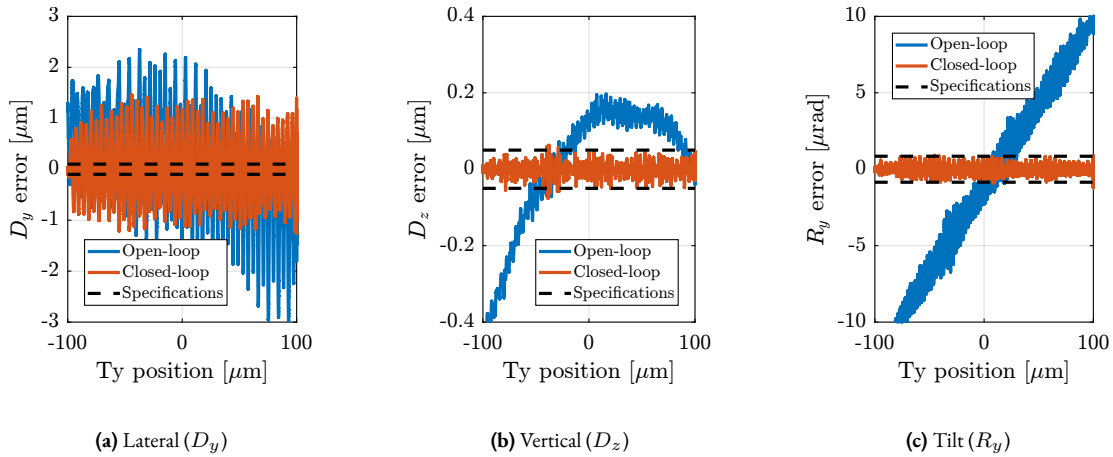 3
2
1
0
-1
-2
-3
-100
0
100
D_y error [μm]
Ty position [μm]
Open-loop
Closed-loop
Specifications
(a) Lateral (D_y)
0.4
0.2
0
-0.2
-0.4
-100
0
100
D_z error [μm]
Ty position [μm]
Open-loop
Closed-loop
Specifications
(b) Vertical (D_z)
10
5
0
-5
-10
-100
0
100
R_y error [μrad]
Ty position [μm]
Open-loop
Closed-loop
Specifications
(c) Tilt (R_y)